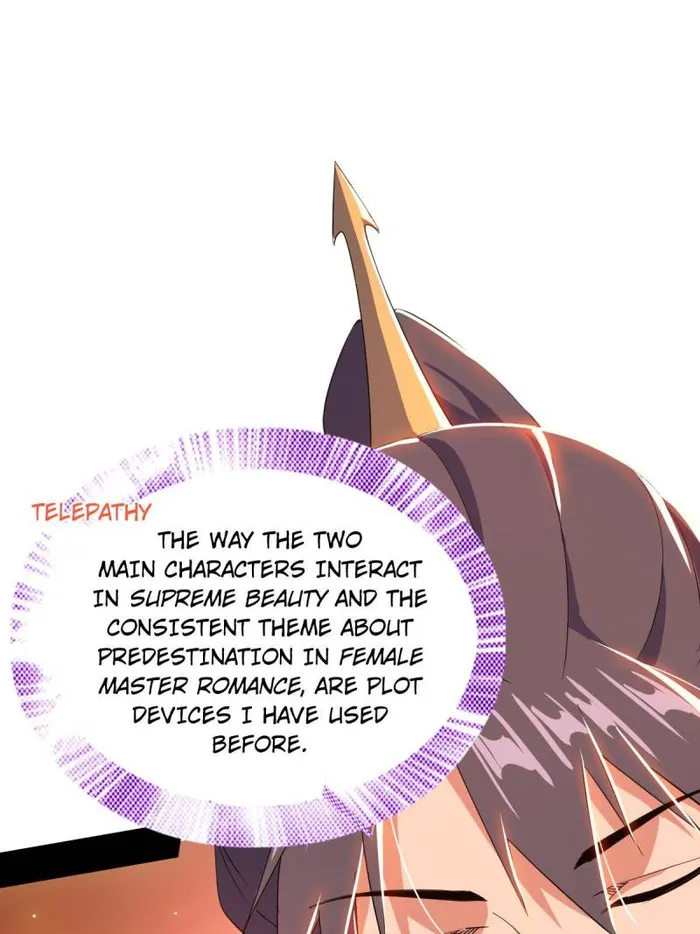 TELEPATHY
THE WAY THE TWO
MAIN CHARACTERS INTERACT
IN SUPREME BEAUTY AND THE
CONSISTENT THEME ABOUT
PREDESTINATION IN FEMALE
MASTER ROMANCE, ARE PLOT
DEVICES I HAVE USED
BEFORE.